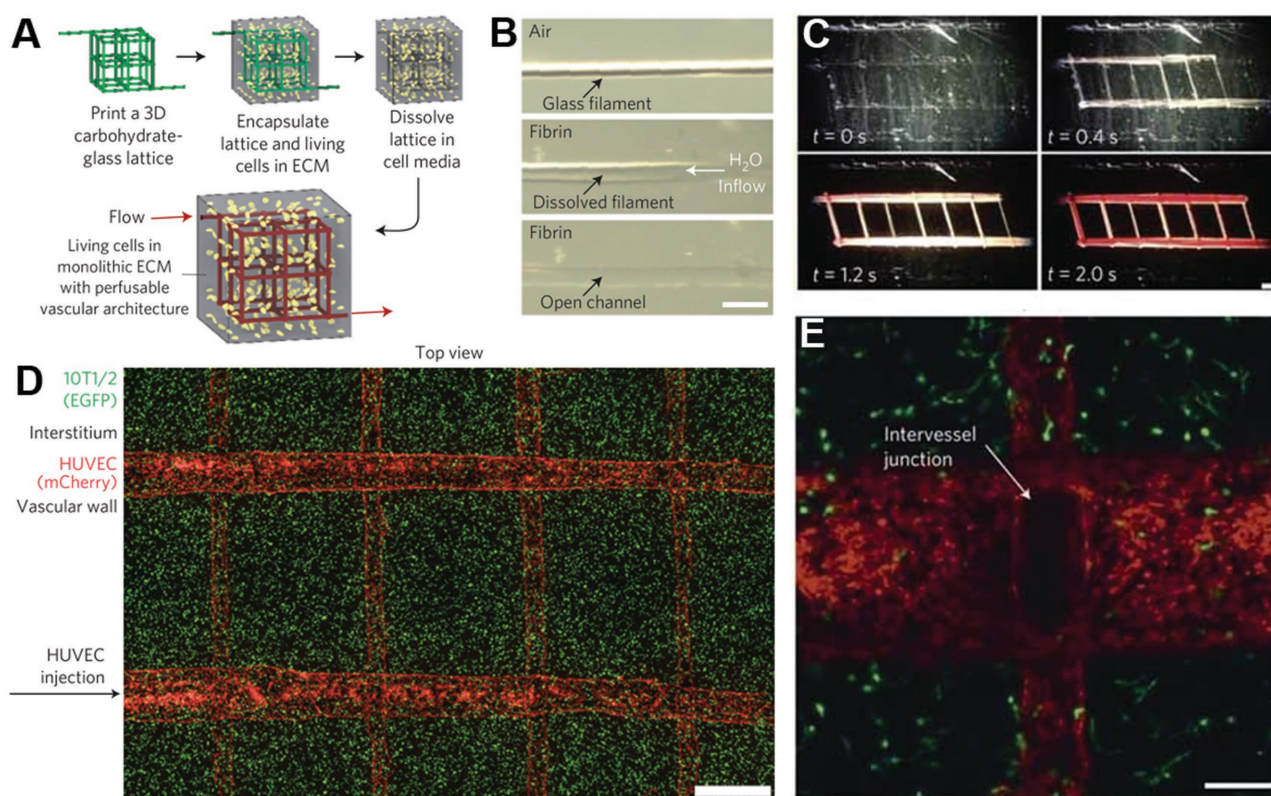 A
Print a 3D
carbohydrate-
glass lattice
Encapsulate
lattice and living
cells in ECM
Dissolve
lattice in
cell media
Flow
Living cells in
monolithic ECM
with perfusable
vascular architecture
B
Air
Glass filament
Fibrin
H₂O
Inflow
Dissolved filament
Fibrin
Open channel
C
t = 0 s
t = 0.4 s
t = 1.2 s
t = 2.0 s
Top view
D
10T1/2
(EGFP)
Interstitium
HUVEC
(mCherry)
Vascular wall
HUVEC
injection
E
Intervessel
junction